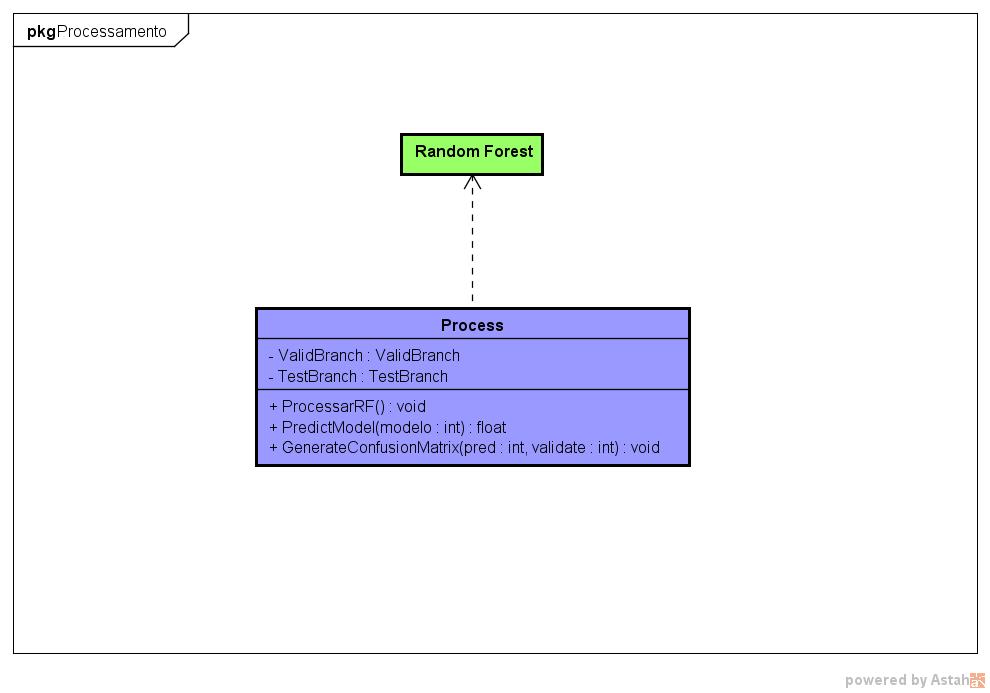 pkgProcessamento
Random Forest
Process
- ValidBranch : ValidBranch
- TestBranch : TestBranch
+ ProcessarRF() : void
+ PredictModel(modelo : int) : float
+ GenerateConfusionMatrix(pred : int, validate : int) : void
powered by Astah